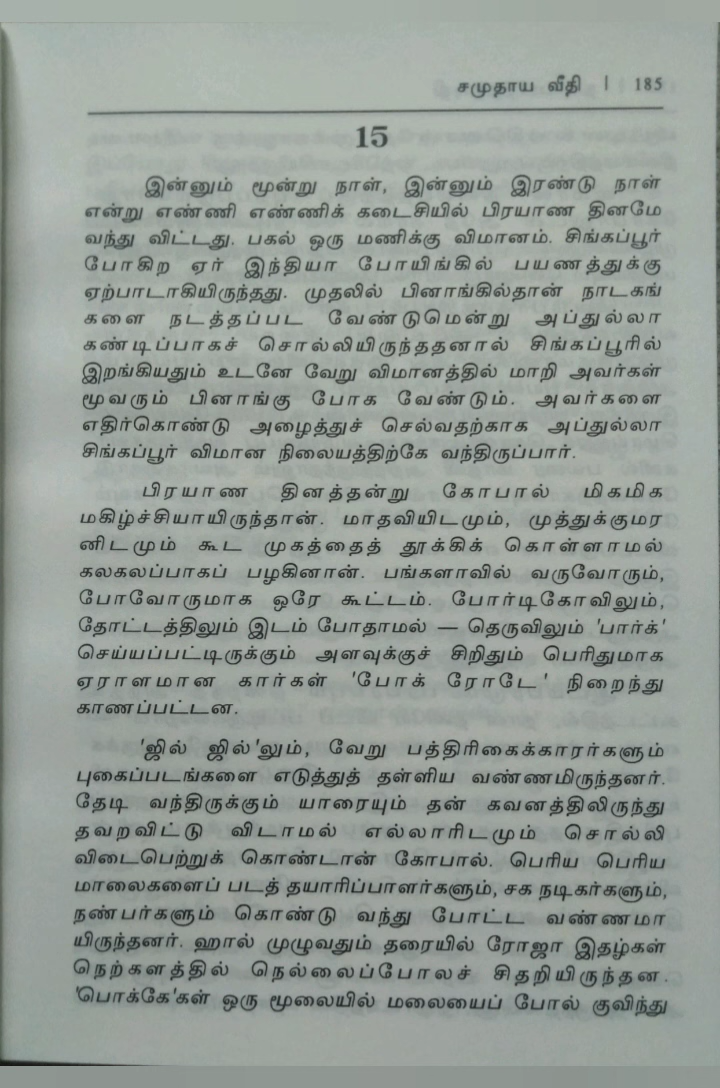 சமுதாய வீதி | 185
15
இன்னும் மூன்று நாள், இன்னும் இரண்டு நாள்
என்று எண்ணி எண்ணிக் கடைசியில் பிரயாண தினமே
வந்து விட்டது. பகல் ஒரு மணிக்கு விமானம். சிங்கப்பூர்
போகிற ஏர் இந்தியா போயிங்கில் பயணத்துக்கு
ஏற்பாடாகியிருந்தது. முதலில் பினாங்கில்தான் நாடகங்
களை நடத்தப்பட வேண்டுமென்று அப்துல்லா
கண்டிப்பாகச் சொல்லியிருந்ததனால் சிங்கப்பூரில்
இறங்கியதும் உடனே வேறு விமானத்தில் மாறி அவர்கள்
மூவரும் பினாங்கு போக வேண்டும். அவர்களை
எதிர்கொண்டு அழைத்துச் செல்வதற்காக அப்துல்லா
சிங்கப்பூர் விமான நிலையத்திற்கே வந்திருப்பார்.
பிரயாண தினத்தன்று கோபால் மிகமிக
மகிழ்ச்சியாயிருந்தான். மாதவியிடமும், முத்துக்குமர
னிடமும் கூட முகத்தைத் தூக்கிக் கொள்ளாமல்
கலகலப்பாகப் பழகினான். பங்களாவில் வருவோரும்,
போவோருமாக ஒரே கூட்டம். போர்டிகோவிலும்,
தோட்டத்திலும் இடம் போதாமல் — தெருவிலும் 'பார்க்'
செய்யப்பட்டிருக்கும் அளவுக்குச் சிறிதும் பெரிதுமாக
ஏராளமான கார்கள் 'போக் ரோடே' நிறைந்து
காணப்பட்டன.
'ஜில் ஜில்'லும், வேறு பத்திரிகைக்காரர்களும்
புகைப்படங்களை எடுத்துத் தள்ளிய வண்ணமிருந்தனர்.
தேடி வந்திருக்கும் யாரையும் தன் கவனத்திலிருந்து
தவறவிட்டு விடாமல் எல்லாரிடமும் சொல்லி
விடைபெற்றுக் கொண்டான் கோபால். பெரிய பெரிய
மாலைகளைப் படத் தயாரிப்பாளர்களும், சக நடிகர்களும்,
நண்பர்களும் கொண்டு வந்து போட்ட வண்ணமா
யிருந்தனர். ஹால் முழுவதும் தரையில் ரோஜா இதழ்கள்
நெற்களத்தில் நெல்லைப்போலச் சிதறியிருந்தன.
'பொக்கே'கள் ஒரு மூலையில் மலையைப் போல் குவிந்து